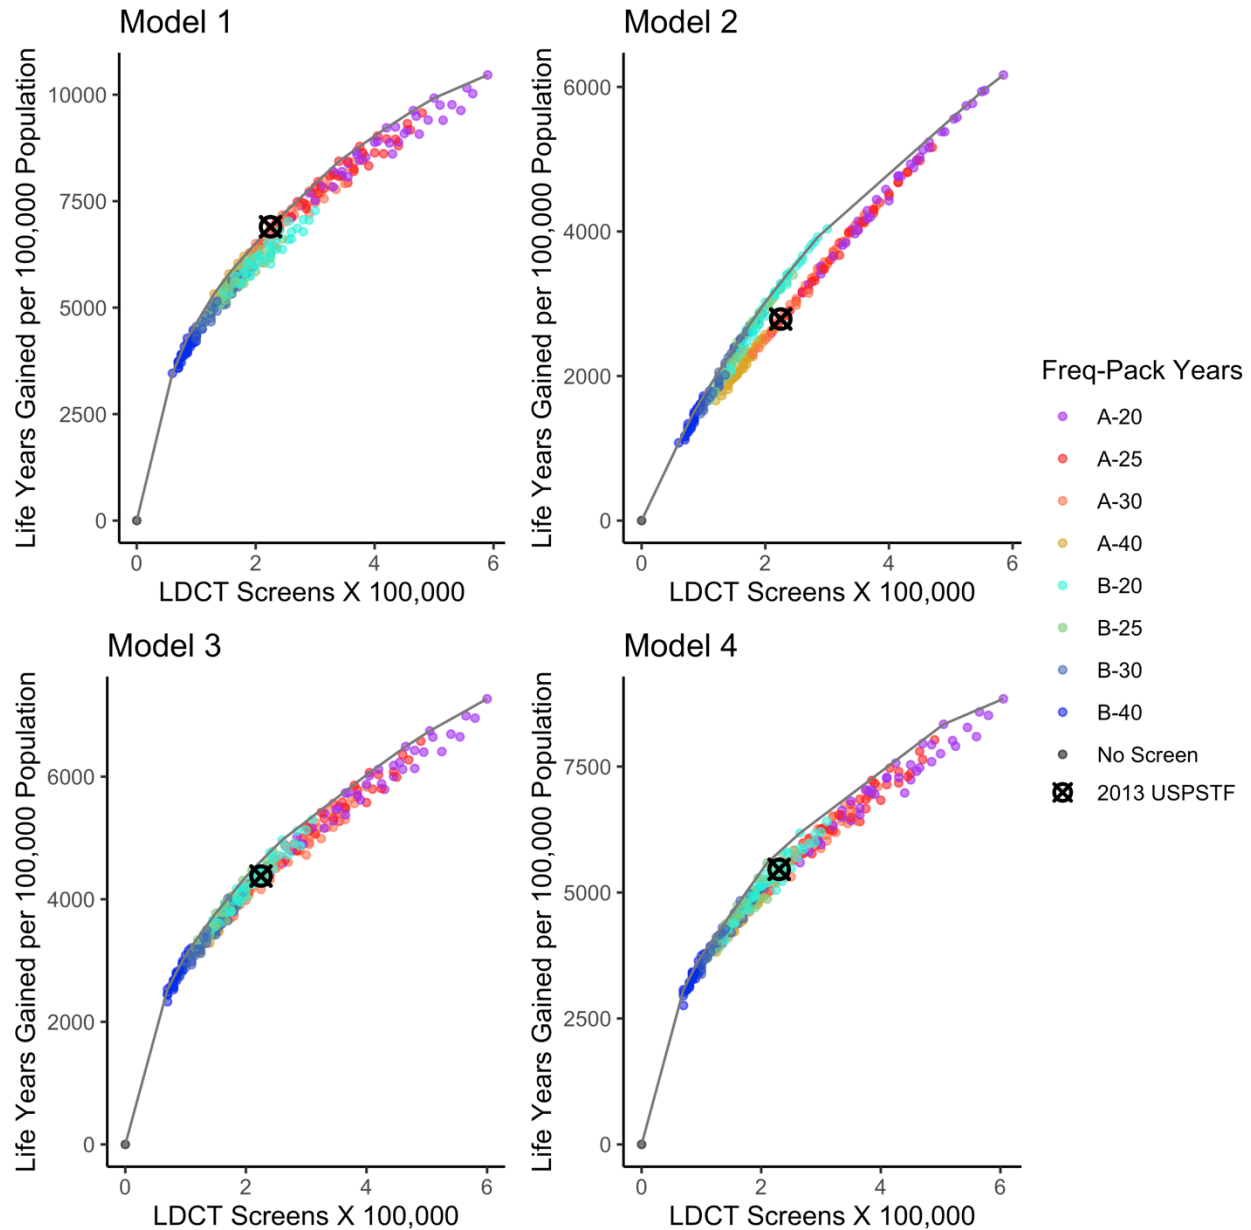 Model 1
Life Years Gained per 100,000 Population
10000
7500
5000
2500
0
0 2 4 6
LDCT Screens X 100,000
Model 2
Life Years Gained per 100,000 Population
6000
4000
2000
0
0 2 4 6
LDCT Screens X 100,000
Model 3
Life Years Gained per 100,000 Population
6000
4000
2000
0
0 2 4 6
LDCT Screens X 100,000
Model 4
Life Years Gained per 100,000 Population
7500
5000
2500
0
0 2 4 6
LDCT Screens X 100,000
Freq-Pack Years
A-20
A-25
A-30
A-40
B-20
B-25
B-30
B-40
No Screen
2013 USPSTF